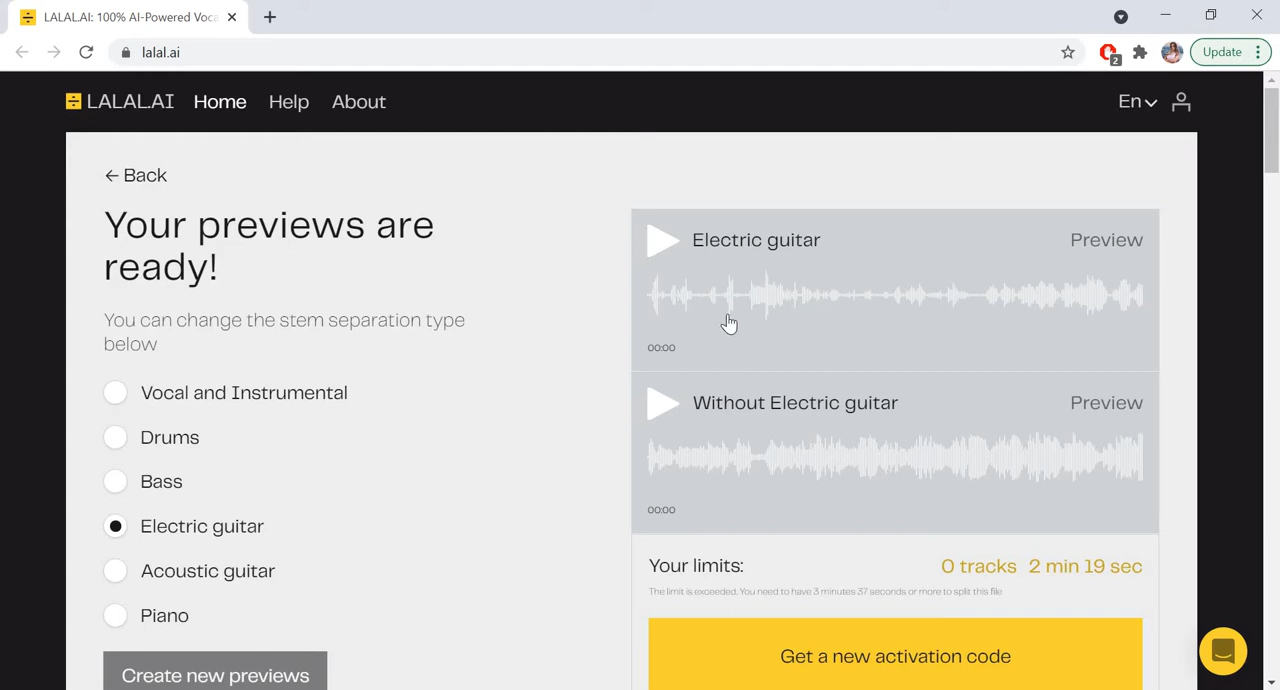 LALAL.AI: 100% AI-Powered Voca
lalal.ai
2
Update
LALAL.AI Home Help About
En
← Back
Your previews are
ready!
You can change the stem separation type
below
Vocal and Instrumental
Drums
Bass
Electric guitar
Acoustic guitar
Piano
Create new previews
Electric guitar Preview
00:00
Without Electric guitar Preview
00:00
Your limits: 0 tracks 2 min 19 sec
The limit is exceeded. You need to have 3 minutes 37 seconds or more to split this file
Get a new activation code